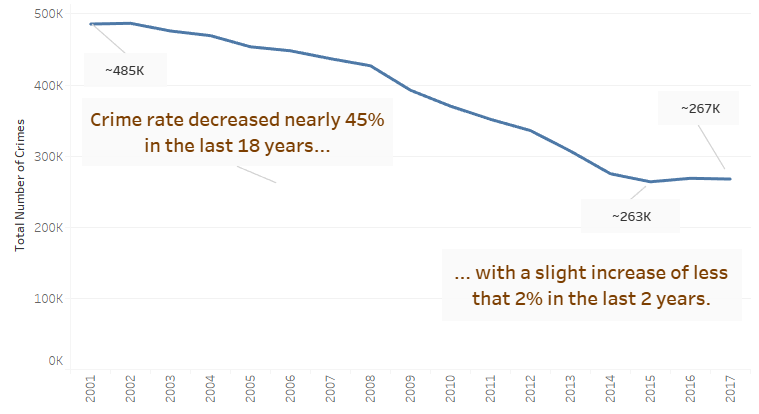 500K
~485K
400K
~267K
Crime rate decreased nearly 45%
in the last 18 years...
Total Number of Crimes
300K
~263K
200K
... with a slight increase of less
that 2% in the last 2 years.
100K
0K
2001 2002 2003 2004 2005 2006 2007 2008 2009 2010 2011 2012 2013 2014 2015 2016 2017